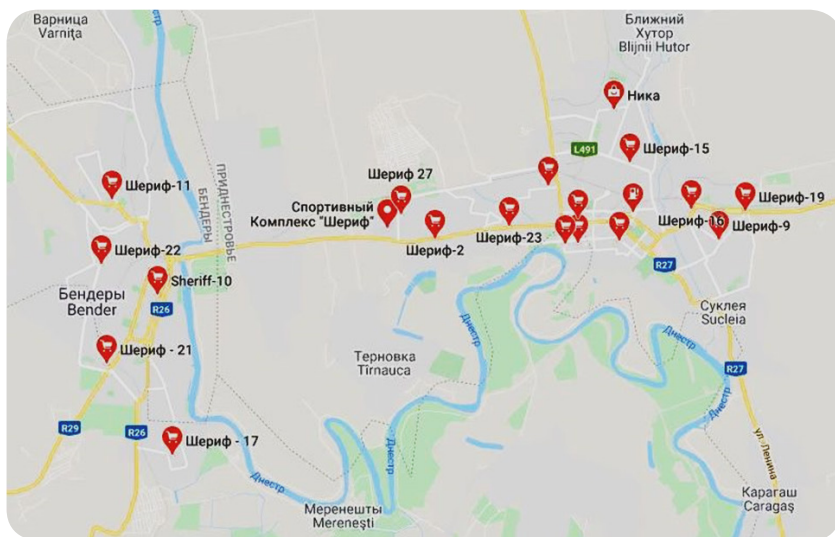 Варница
Varnița
Ближний
Хутор
Blijnii Hutor
Ника
L491
Шериф-15
Шериф-11
ПРИДНЕСТРОВЬЕ
БЕНДЕРЫ
Шериф 27
Спортивный
Комплекс "Шериф"
Шериф-19
Шериф-16
Шериф-9
Шериф-2
Шериф-23
Шериф-22
Sheriff-10
R27
Бендеры
Bender
R26
Суклея
Sucleia
Днестр
Днестр
Шериф - 21
Терновка
Tîrnauca
R27
Днестр
R29
R26
Шериф - 17
Днестр
Днестр
ул. Ленина
Меренешты
Merenești
Карагаш
Caragaș